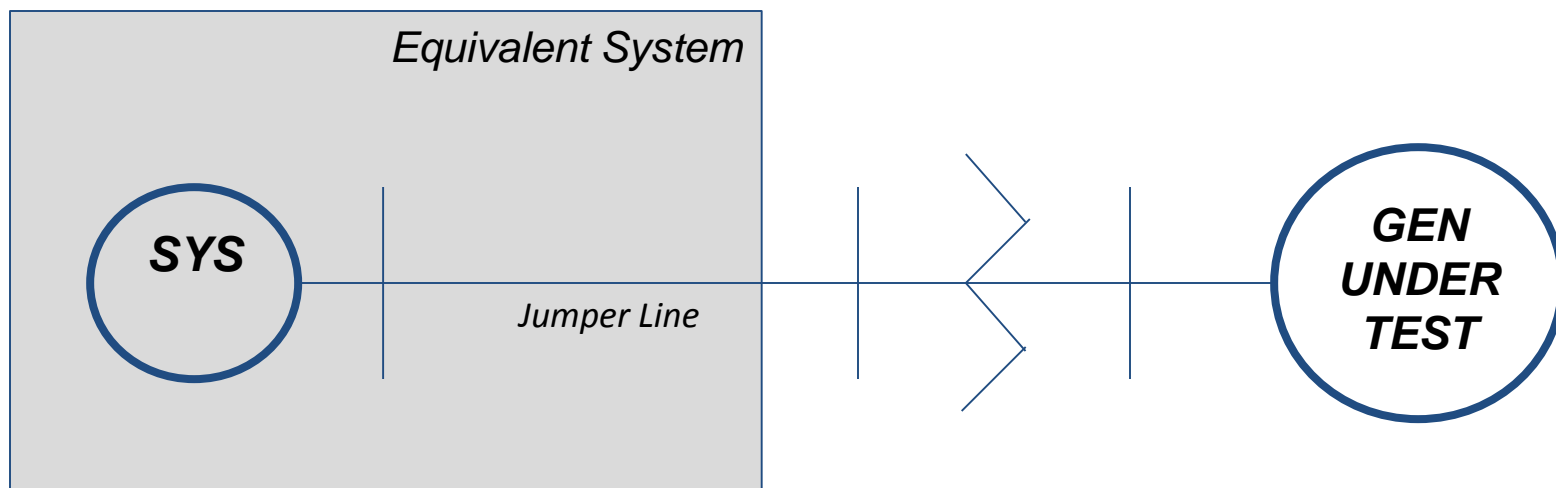 Equivalent System
SYS
Jumper Line
GEN
UNDER
TEST